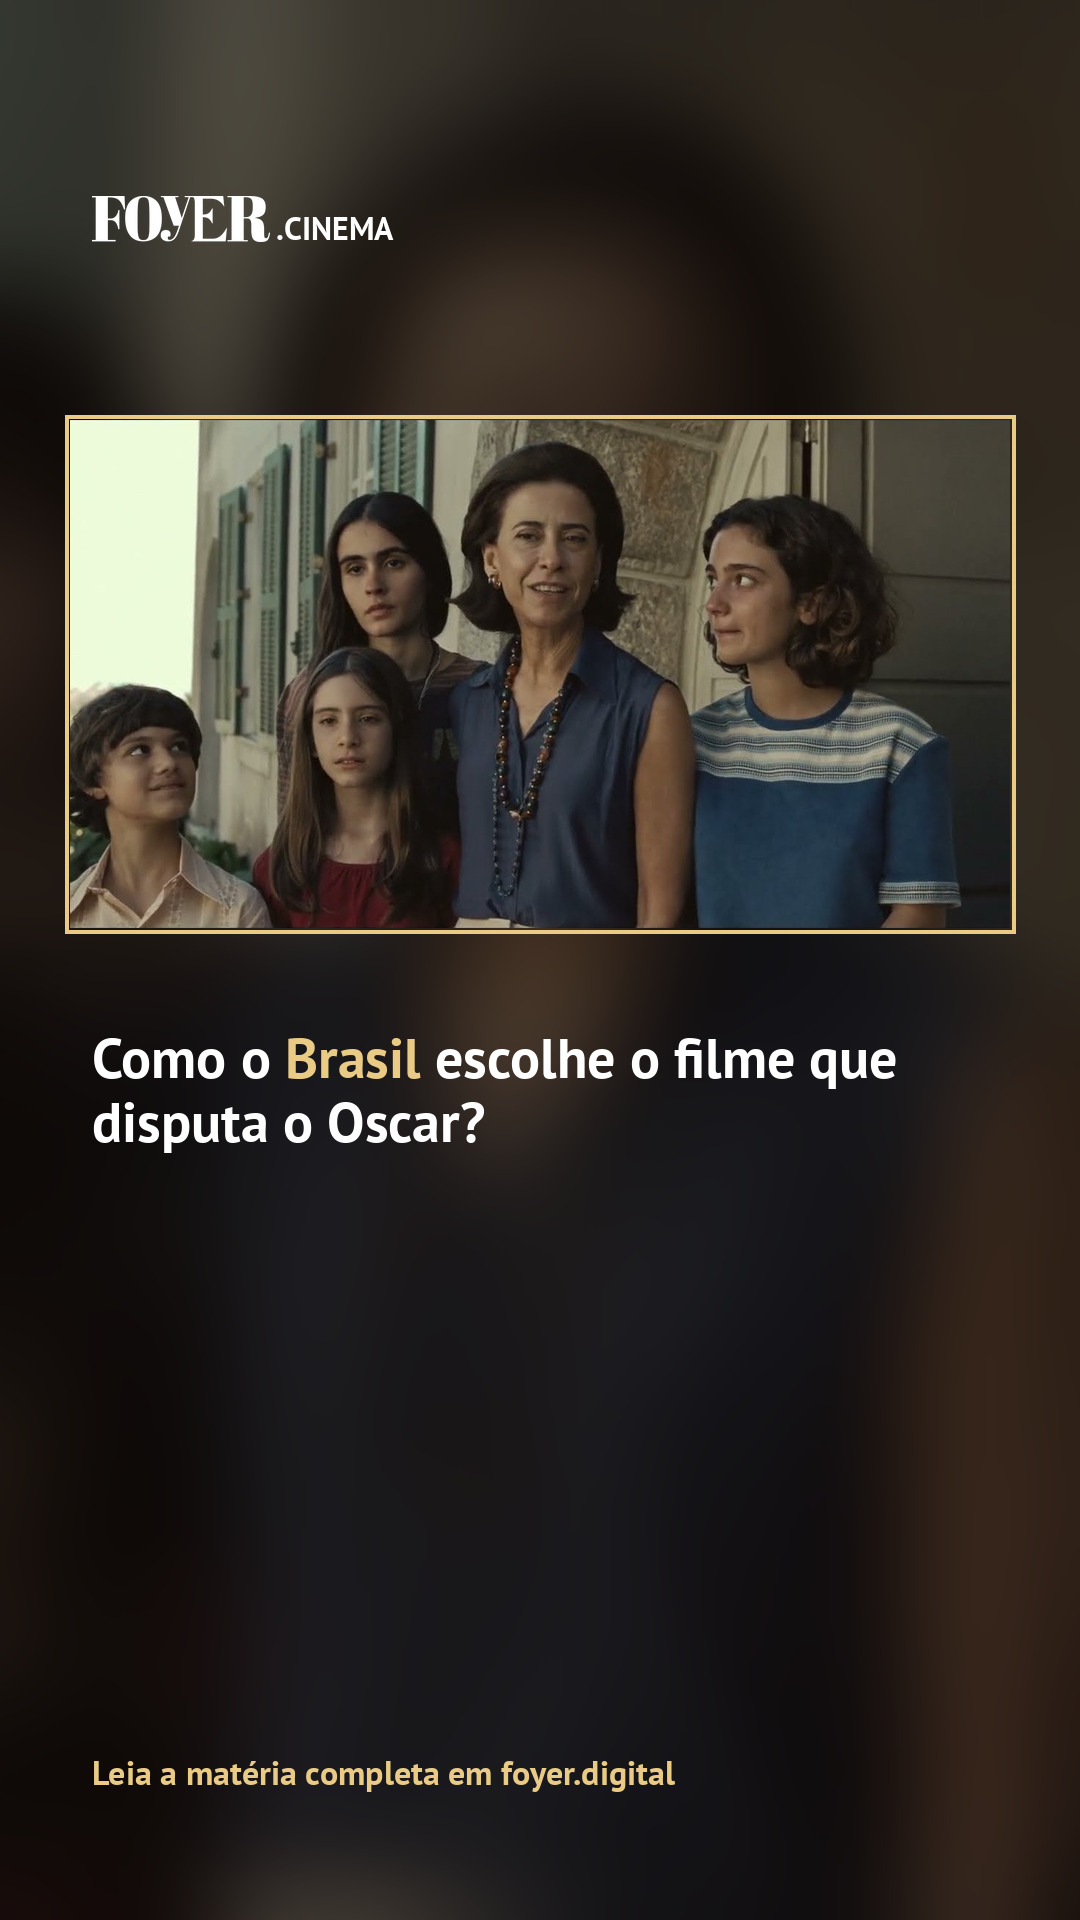 FOYER .CINEMA
Como o Brasil escolhe o filme que
disputa o Oscar?
Leia a matéria completa em foyer.digital